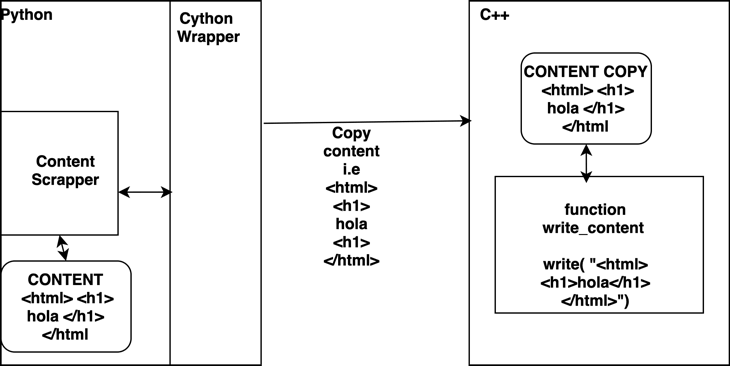 Python
Cython
Wrapper
Content
Scrapper
CONTENT
<html> <h1>
hola </h1>
</html
Copy
content
i.e
<html>
<h1>
hola
<h1>
</html>
C++
CONTENT COPY
<html> <h1>
hola </h1>
</html
function
write_content
write( "<html>
<h1>hola</h1>
</html>")